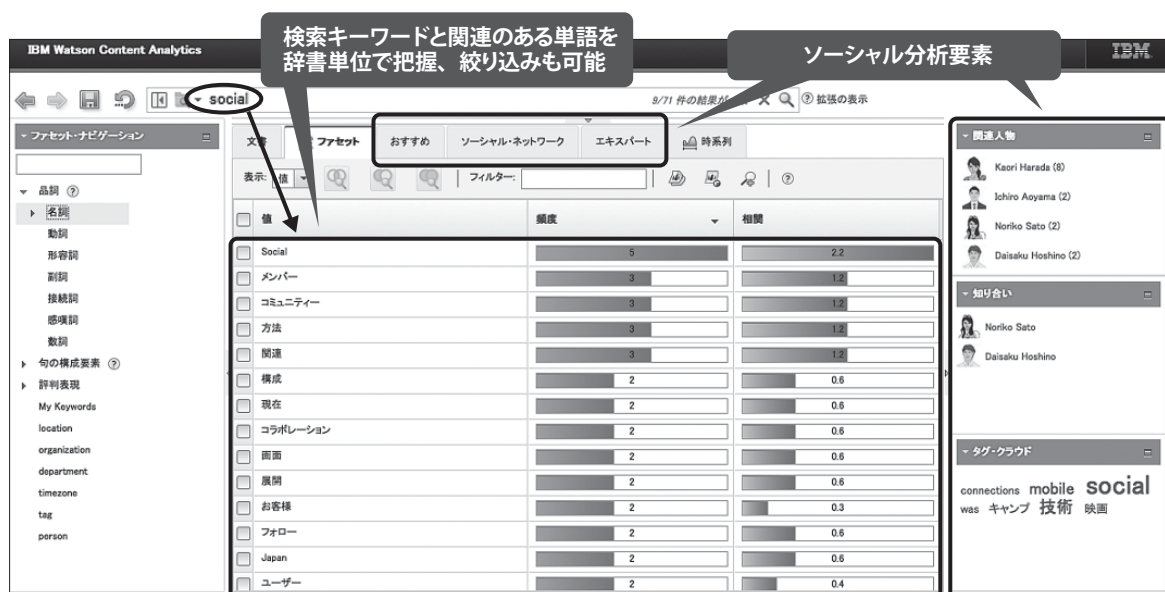 IBM Watson Content Analytics
検索キーワードと関連のある単語を
辞書単位で把握、絞り込みも可能
ソーシャル分析要素
IBM
social
9/71 件の結果が
拡張の表示
ファセット・ナビゲーション
品詞
名詞
動詞
形容詞
副詞
接続詞
感嘆詞
数詞
句の構成要素
評判表現
My Keywords
location
organization
department
timezone
tag
person
ファセット
おすすめ
ソーシャル・ネットワーク
エキスパート
時系列
表示: 値
フィルター:
値 頻度 相関
Social 5 2.2
メンバー 3 1.2
コミュニティー 3 1.2
方法 3 1.2
関連 3 1.2
構成 2 0.6
現在 2 0.6
コラボレーション 2 0.6
画面 2 0.6
展開 2 0.6
お客様 2 0.3
フォロー 2 0.6
Japan 2 0.6
ユーザー 2 0.4
関連人物
Kaori Harada (8)
Ichiro Aoyama (2)
Noriko Sato (2)
Daisaku Hoshino (2)
知り合い
Noriko Sato
Daisaku Hoshino
タグ・クラウド
connections mobile social
was キャンプ 技術 映画